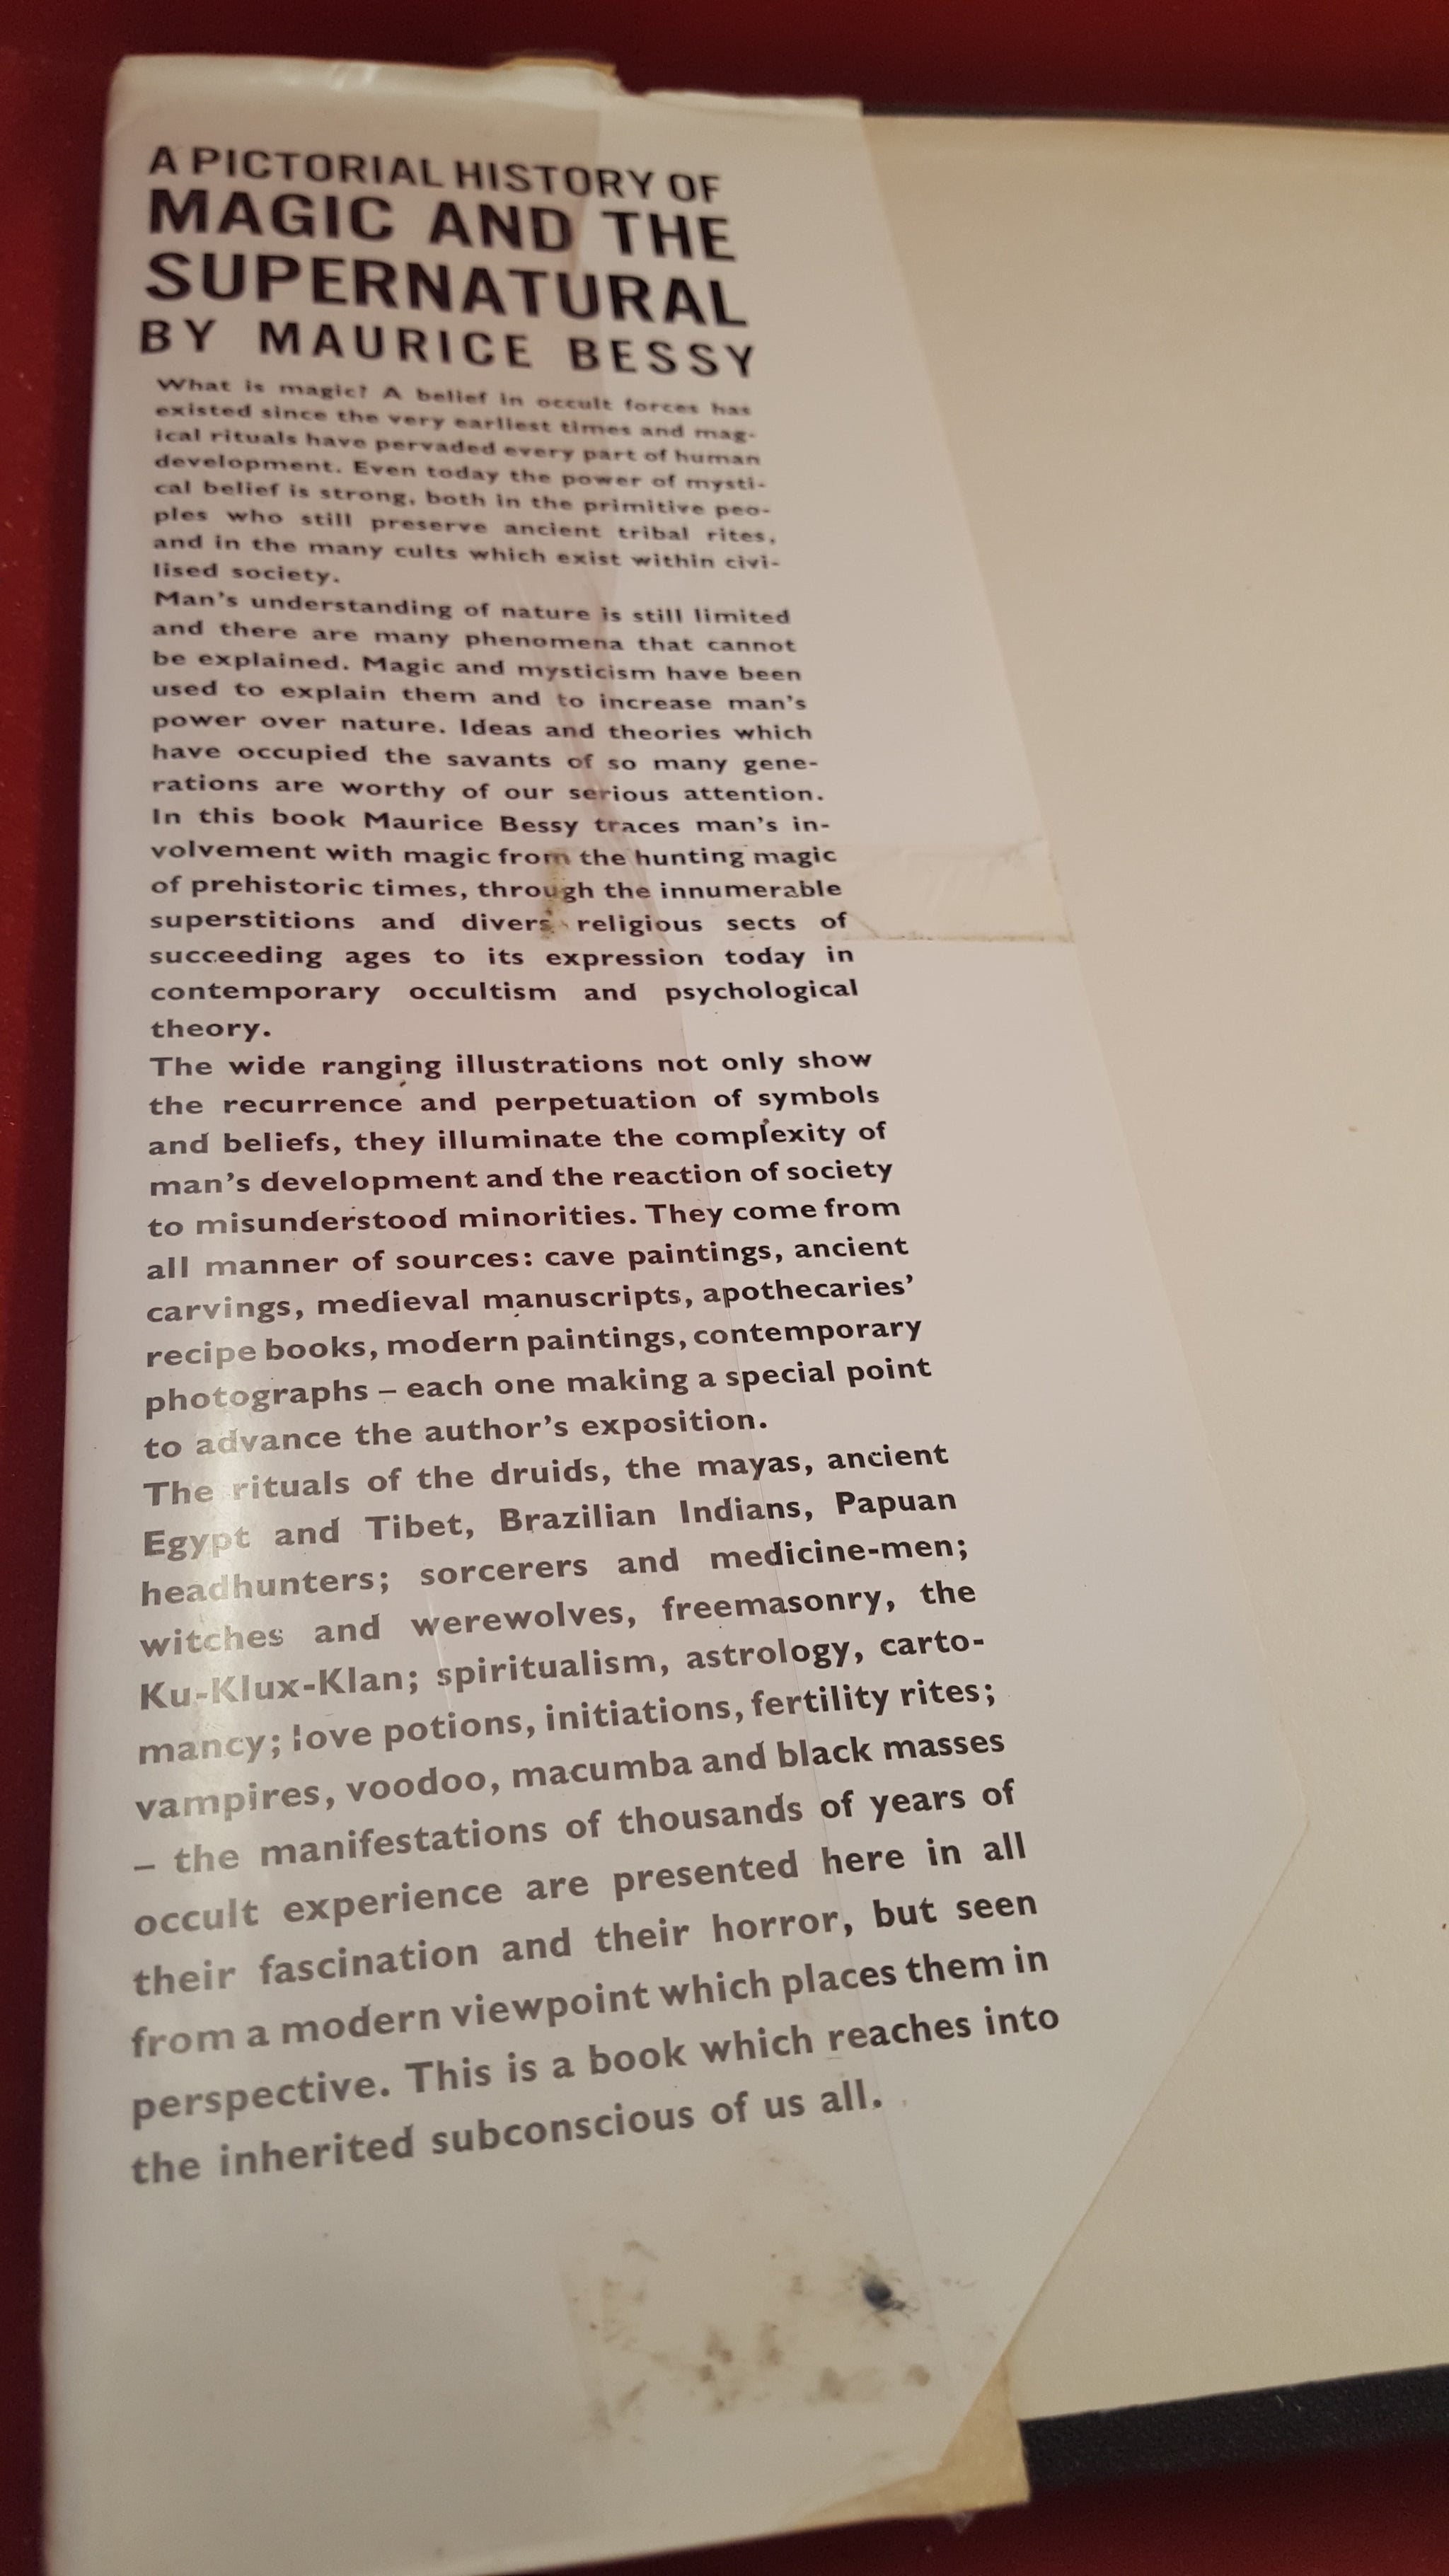 A PICTORIAL HISTORY OF
MAGIC AND THE
SUPERNATURAL
BY MAURICE BESSY
What is magic? A belief in occult forces has
existed since the very earliest times and mag-
ical rituals have pervaded every part of human
development. Even today the power of mysti-
cal belief is strong, both in the primitive peo-
ples who still preserve ancient tribal rites,
and in the many cults which exist within civi-
lised society.
Man's understanding of nature is still limited
and there are many phenomena that cannot
be explained. Magic and mysticism have been
used to explain them and to increase man's
power over nature. Ideas and theories which
have occupied the savants of so many gene-
rations are worthy of our serious attention.
In this book Maurice Bessy traces man's in-
volvement with magic from the hunting magic
of prehistoric times, through the innumerable
superstitions and divers religious sects of
succeeding ages to its expression today in
contemporary occultism and psychological
theory.
The wide ranging illustrations not only show
the recurrence and perpetuation of symbols
and beliefs, they illuminate the complexity of
man's development and the reaction of society
to misunderstood minorities. They come from
all manner of sources: cave paintings, ancient
carvings, medieval manuscripts, apothecaries'
recipe books, modern paintings, contemporary
photographs – each one making a special point
to advance the author's exposition.
The rituals of the druids, the mayas, ancient
Egypt and Tibet, Brazilian Indians, Papuan
headhunters; sorcerers and medicine-men;
witches and werewolves, freemasonry, the
Ku-Klux-Klan; spiritualism, astrology, carto-
mancy; love potions, initiations, fertility rites;
vampires, voodoo, macumba and black masses
– the manifestations of thousands of years of
occult experience are presented here in all
their fascination and their horror, but seen
from a modern viewpoint which places them in
perspective. This is a book which reaches into
the inherited subconscious of us all.